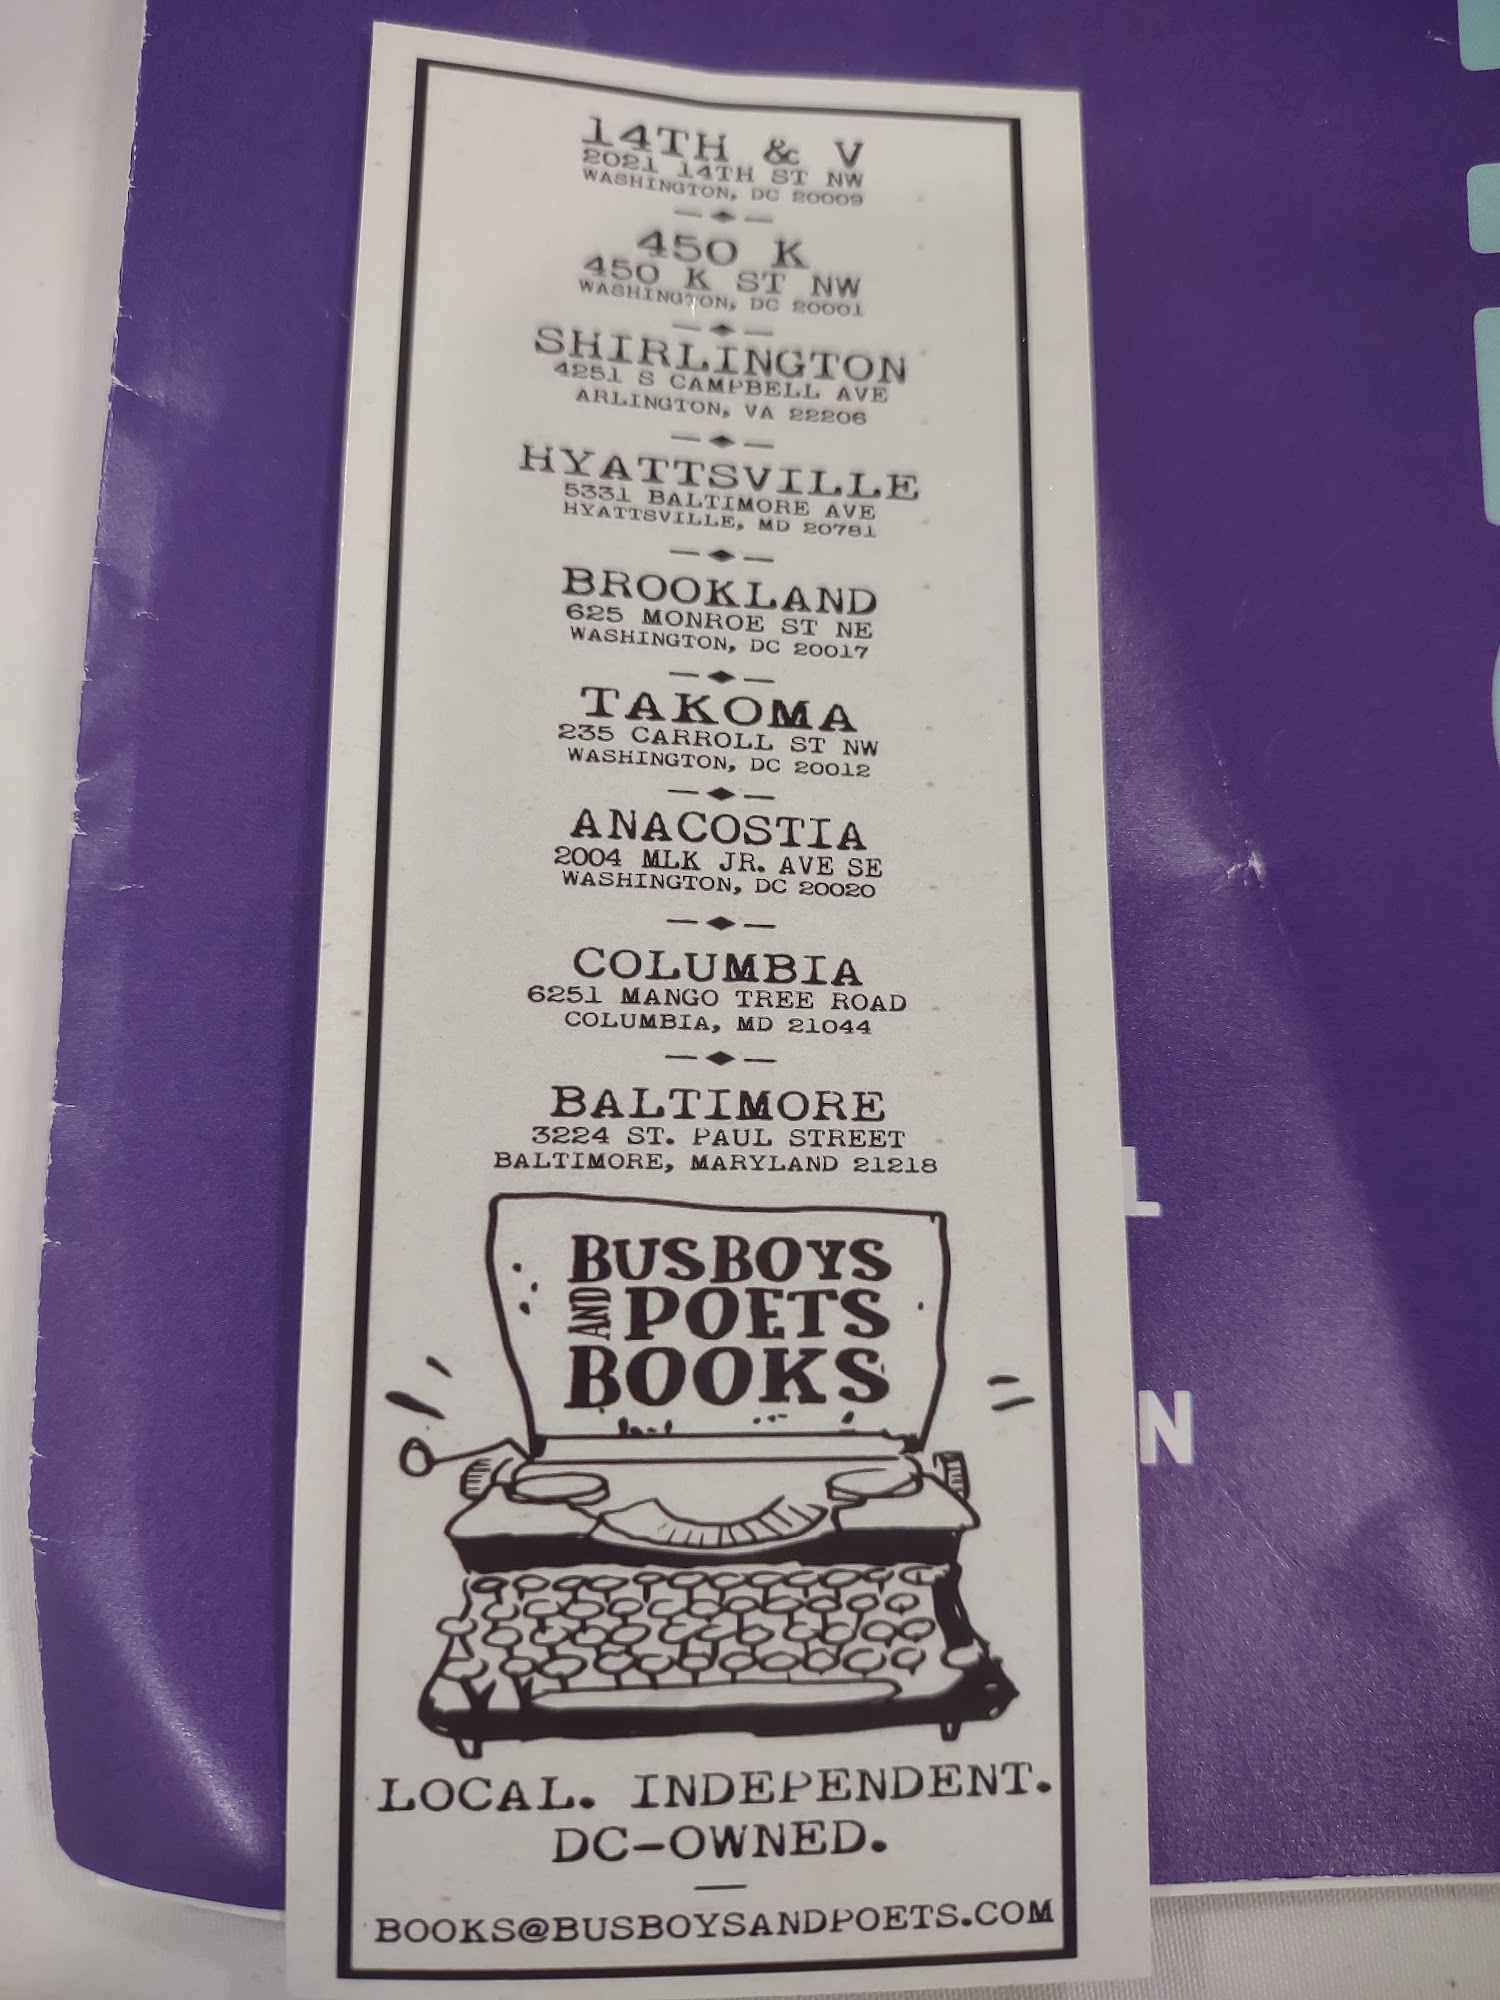 14TH & V
2021 14TH ST NW
WASHINGTON, DC 20009
450 K
450 K ST NW
WASHINGTON, DC 20001
SHIRLINGTON
4251 S CAMPBELL AVE
ARLINGTON, VA 22206
HYATTSVILLE
5331 BALTIMORE AVE
HYATTSVILLE, MD 20781
BROOKLAND
625 MONROE ST NE
WASHINGTON, DC 20017
TAKOMA
235 CARROLL ST NW
WASHINGTON, DC 20012
ANACOSTIA
2004 MLK JR. AVE SE
WASHINGTON, DC 20020
COLUMBIA
6251 MANGO TREE ROAD
COLUMBIA, MD 21044
BALTIMORE
3224 ST. PAUL STREET
BALTIMORE, MARYLAND 21218
BUSBOYS
AND POETS
BOOKS
LOCAL. INDEPENDENT.
DC-OWNED.
BOOKS@BUSBOYSANDPOETS.COM
L
N